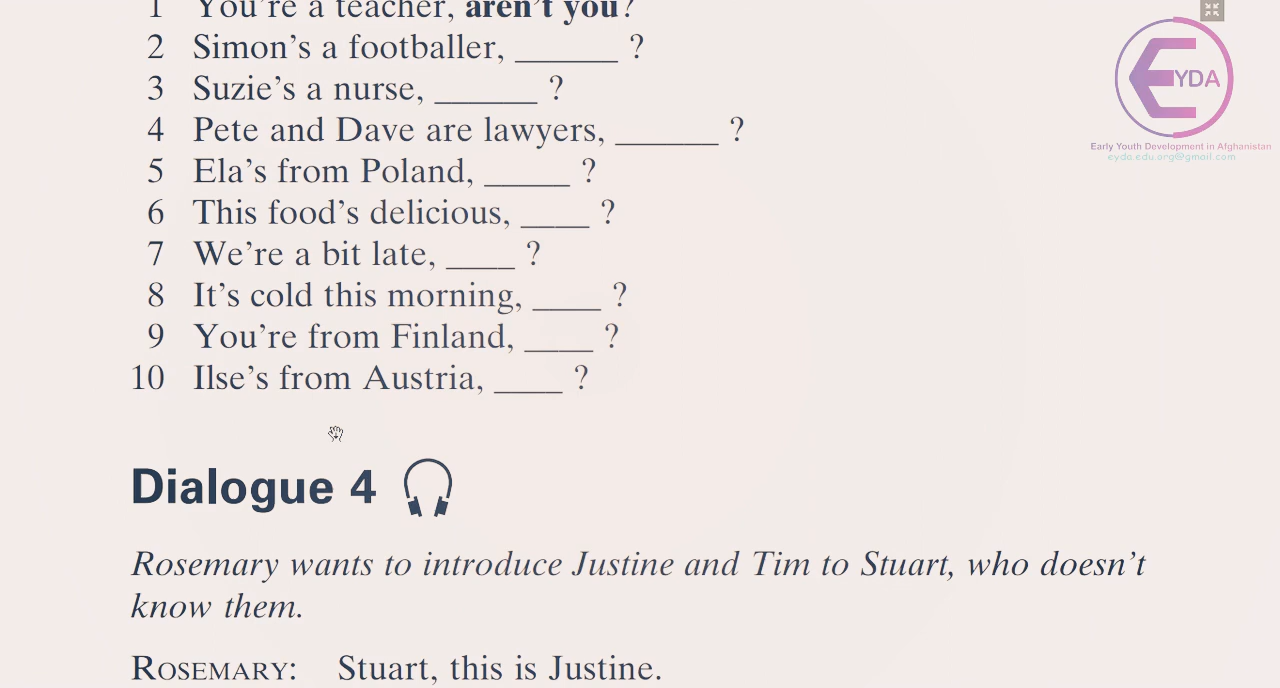 1 You're a teacher, aren't you?
2 Simon's a footballer, ______ ?
3 Suzie's a nurse, ______ ?
4 Pete and Dave are lawyers, ______ ?
5 Ela's from Poland, _____ ?
6 This food's delicious, ____ ?
7 We're a bit late, ____ ?
8 It's cold this morning, ____ ?
9 You're from Finland, ____ ?
10 Ilse's from Austria, ____ ?
EYDA
Early Youth Development in Afghanistan
eyda.edu.org@gmail.com
Dialogue 4
Rosemary wants to introduce Justine and Tim to Stuart, who doesn't
know them.
ROSEMARY: Stuart, this is Justine.